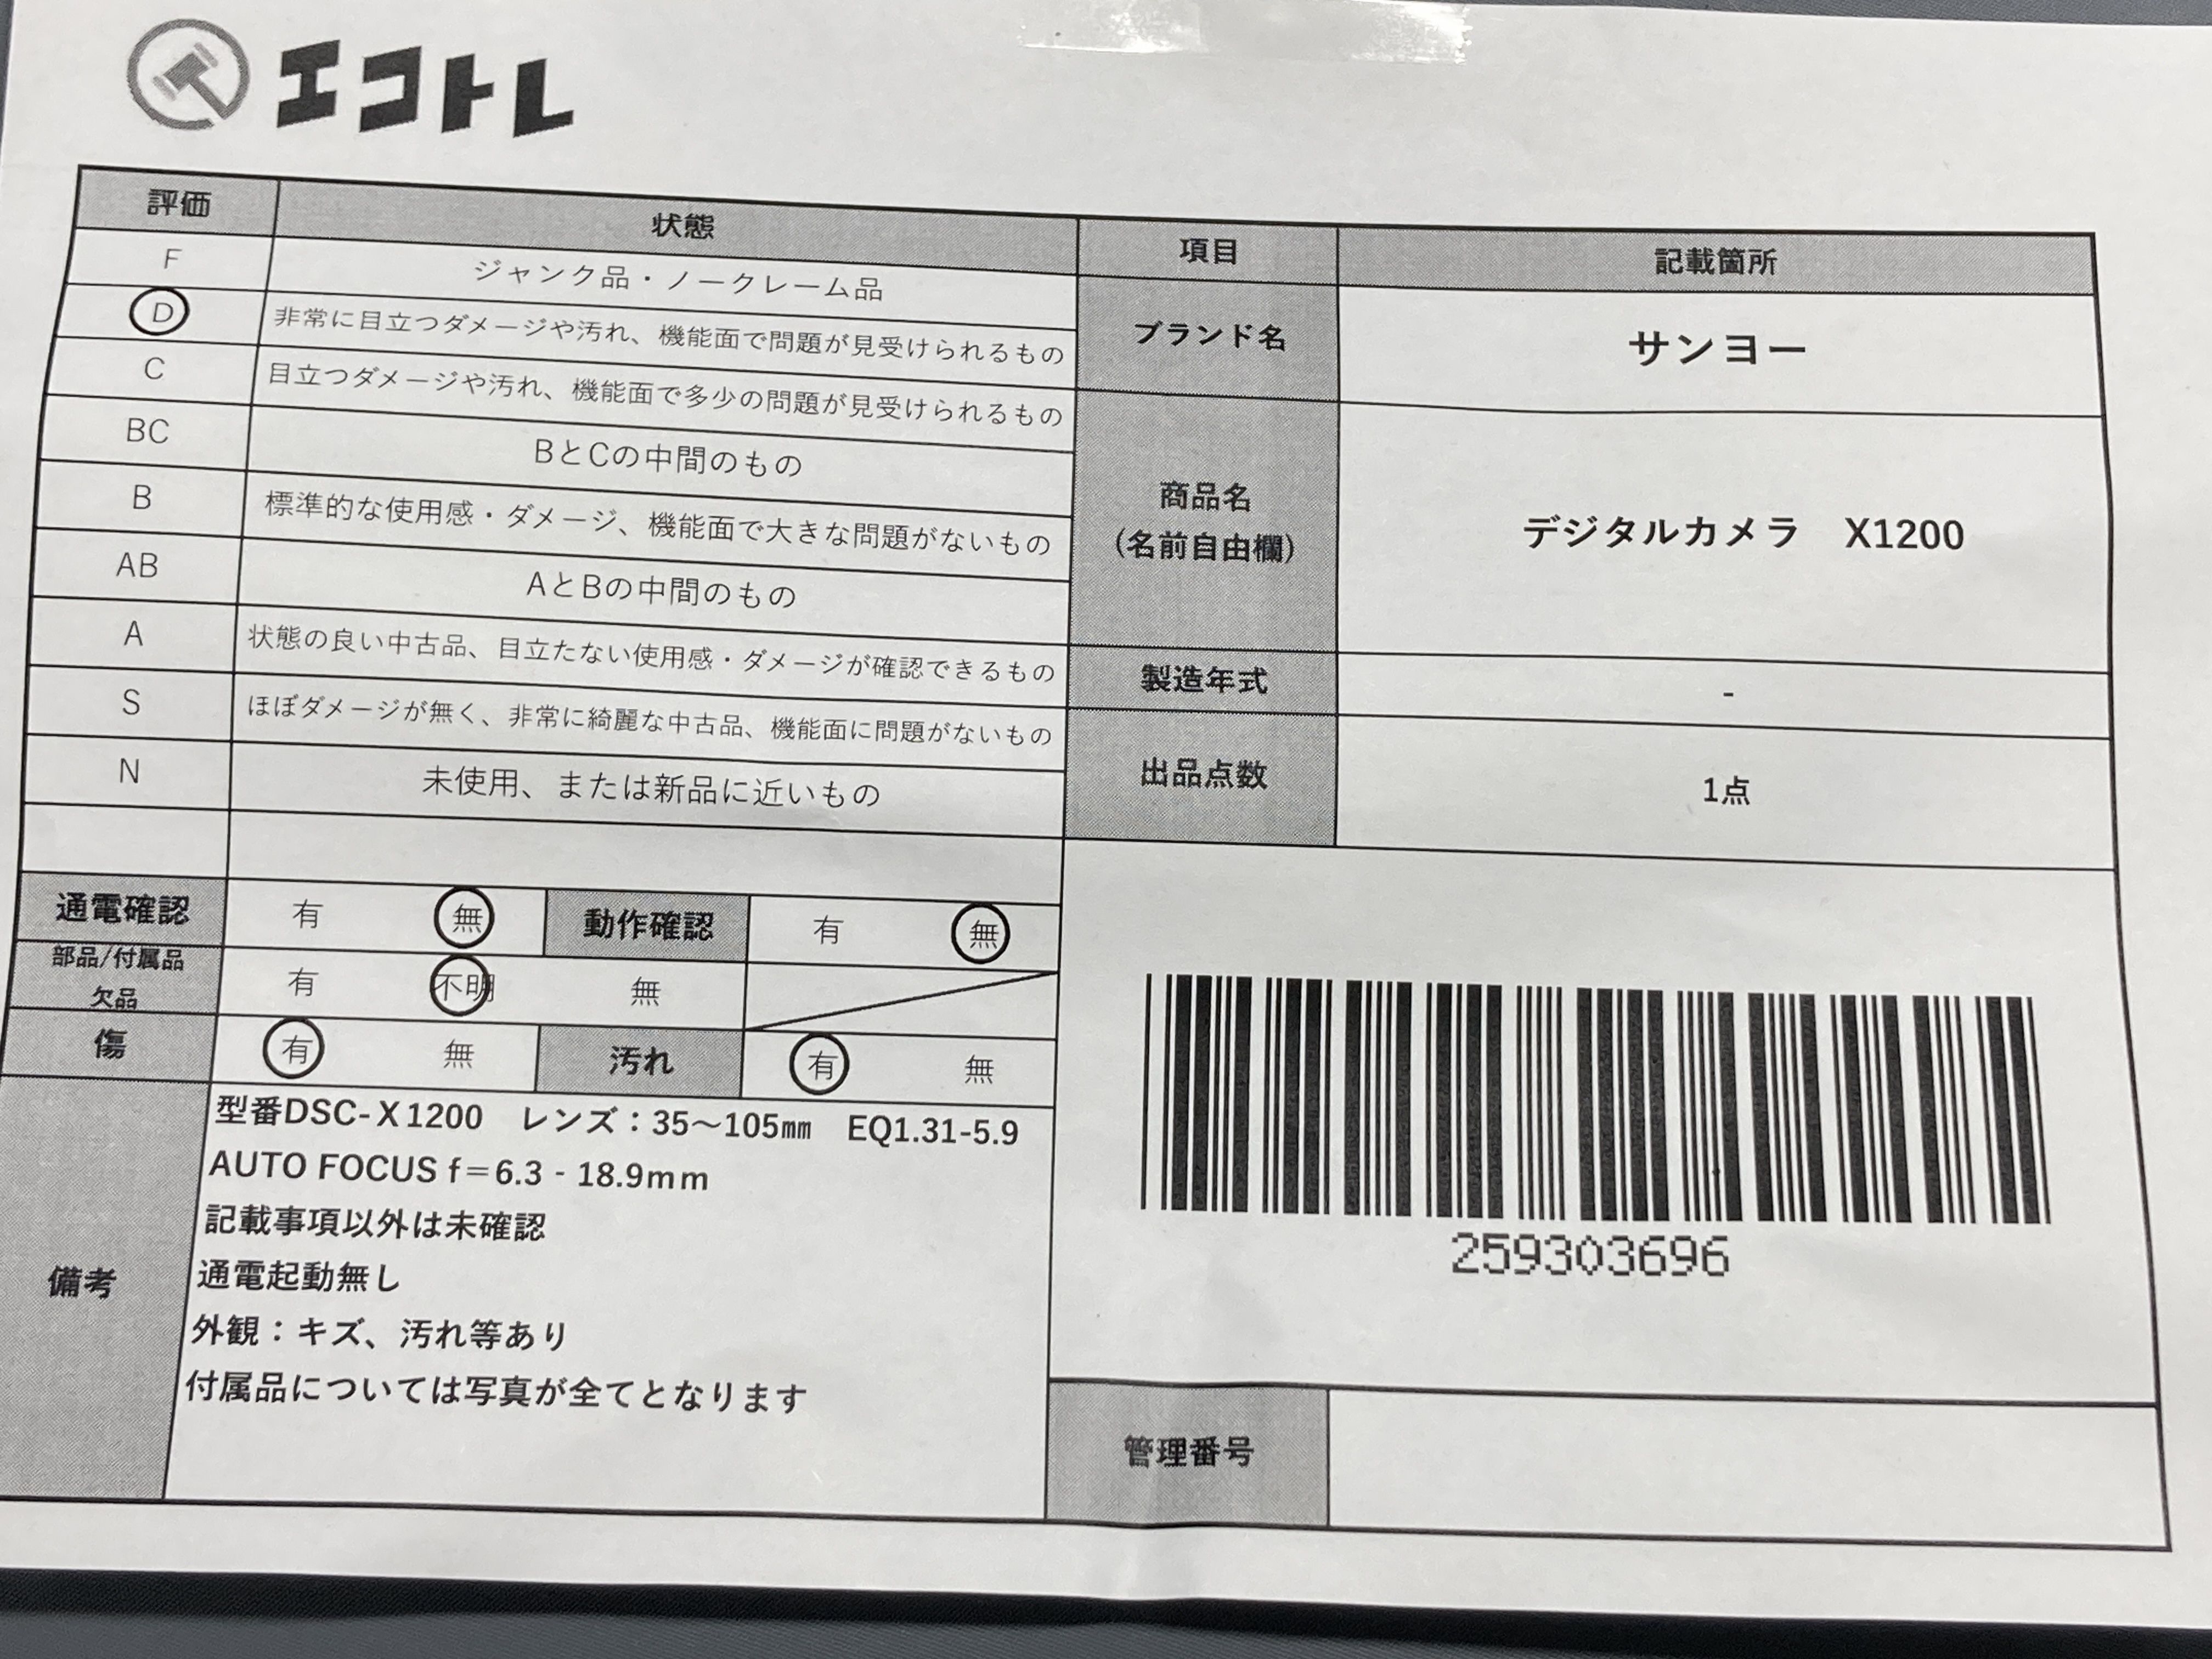 エコトレ
評価 状態
F ジャンク品・ノークレーム品
D 非常に目立つダメージや汚れ、機能面で問題が見受けられるもの
C 目立つダメージや汚れ、機能面で多少の問題が見受けられるもの
BC BとCの中間のもの
B 標準的な使用感・ダメージ、機能面で大きな問題がないもの
AB AとBの中間のもの
A 状態の良い中古品、目立たない使用感・ダメージが確認できるもの
S ほぼダメージが無く、非常に綺麗な中古品、機能面に問題がないもの
N 未使用、または新品に近いもの
通電確認 有 無 動作確認 有 無
部品/付属品
欠品 有 不明 無
傷 有 無 汚れ 有 無
備考
型番DSC-X1200 レンズ：35～105㎜ EQ1.31-5.9
AUTO FOCUS f＝6.3 - 18.9mm
記載事項以外は未確認
通電起動無し
外観：キズ、汚れ等あり
付属品については写真が全てとなります
項目 記載箇所
ブランド名 サンヨー
商品名
(名前自由欄) デジタルカメラ X1200
製造年式 -
出品点数 1点
259303696
管理番号